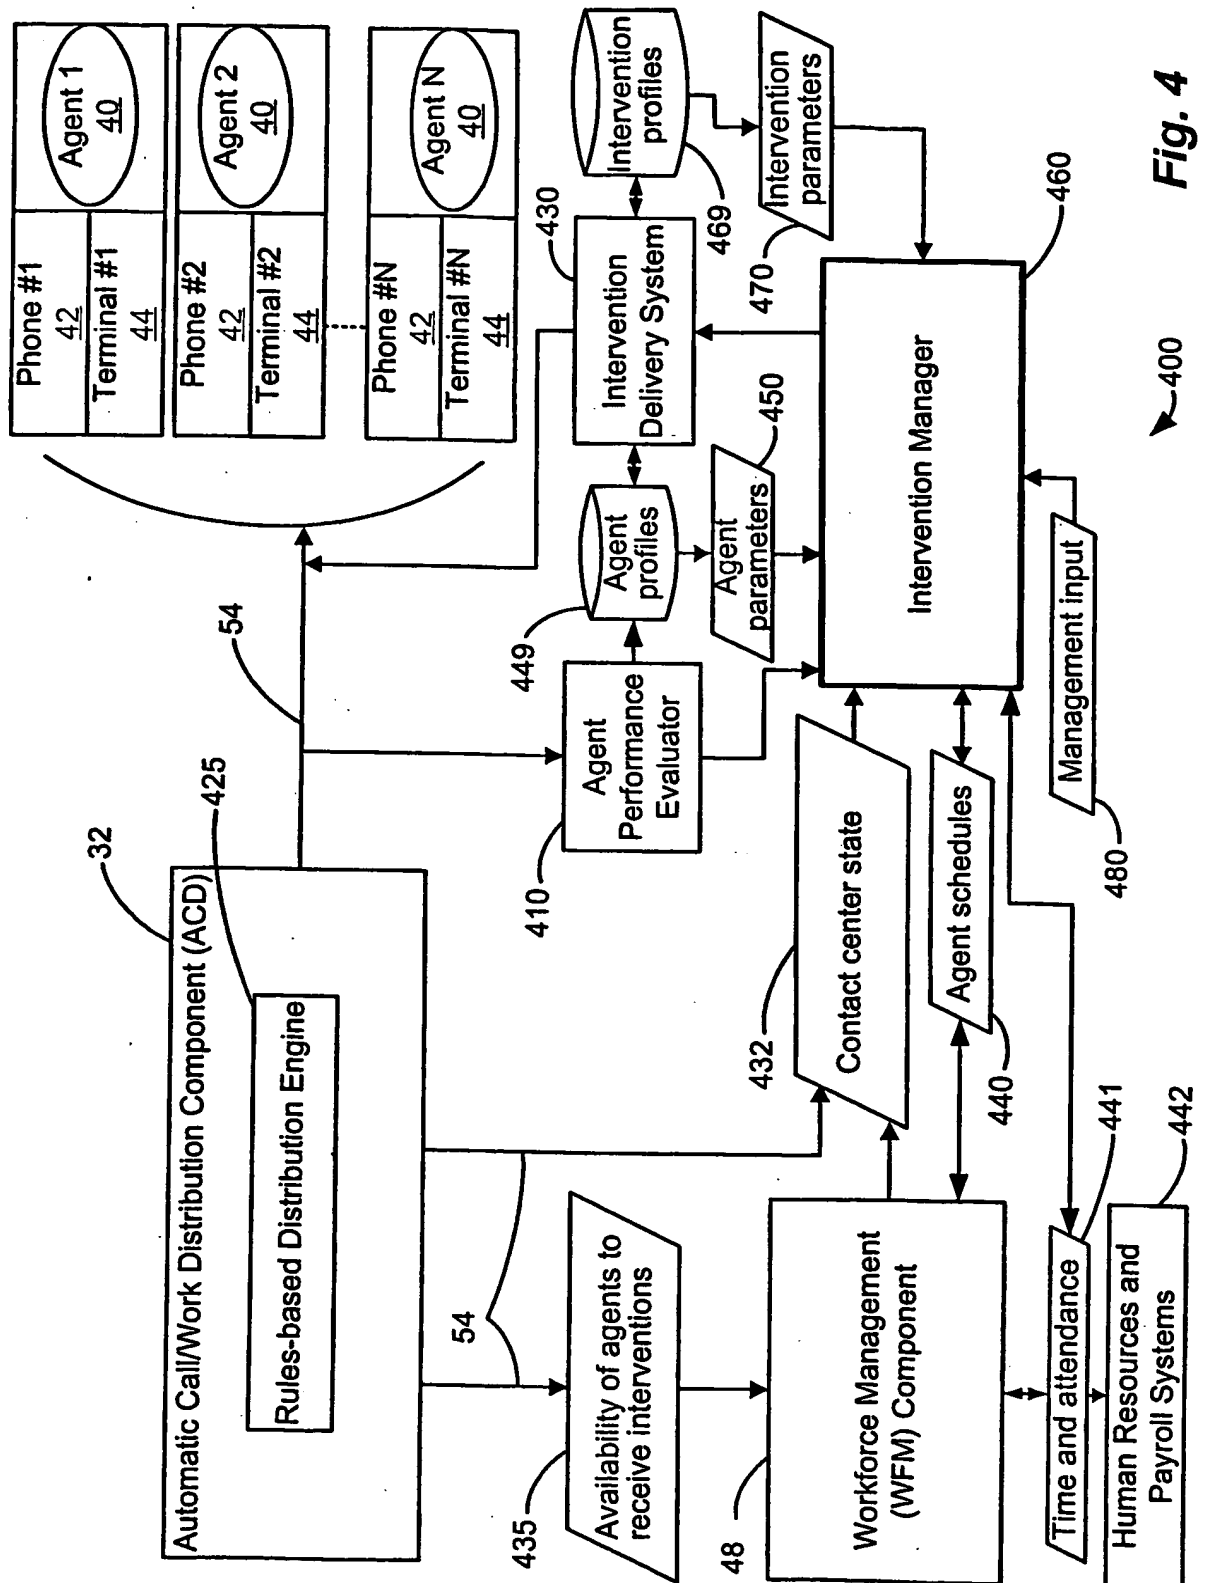 Automatic Call/Work Distribution Component (ACD)
Rules-based Distribution Engine
32
425
54
Phone #1
42
Terminal #1
44
Agent 1
40
Phone #2
42
Terminal #2
44
Agent 2
40
Phone #N
42
Terminal #N
44
Agent N
40
54
435
Availability of agents to
receive interventions
410
Agent
Performance
Evaluator
449
Agent
profiles
430
Intervention
Delivery System
Intervention
profiles
469
Agent
parameters
450
470
Intervention
parameters
432
Contact center state
48
Workforce Management
(WFM) Component
440
Agent schedules
Intervention Manager
460
Time and attendance
441
Human Resources and
Payroll Systems
442
480
Management input
400
Fig. 4